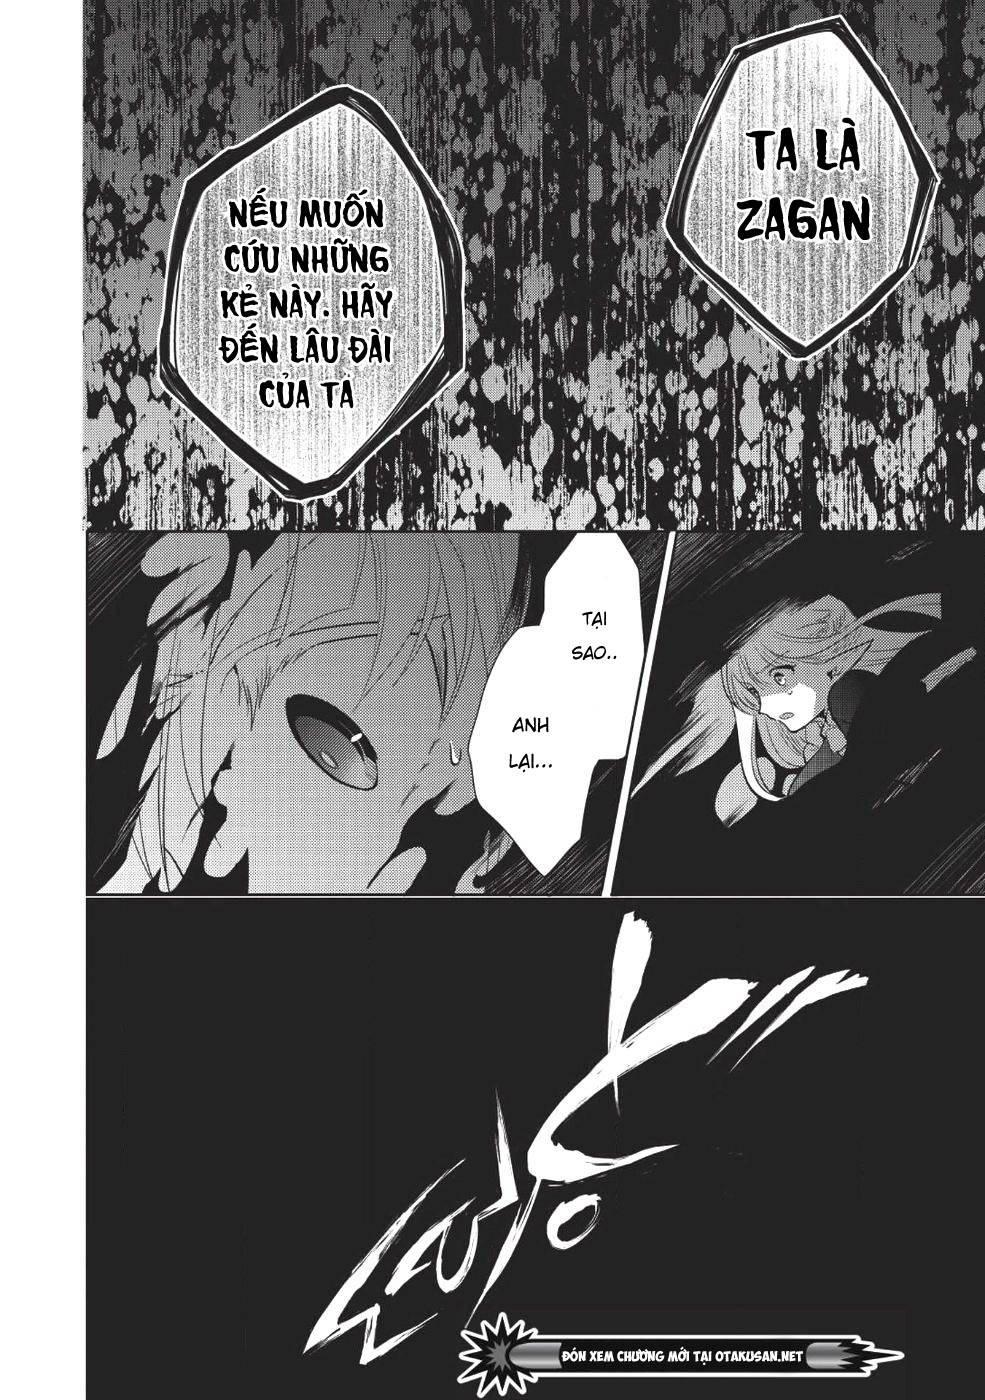 TA LÀ
ZAGAN
NẾU MUỐN
CỨU NHỮNG
KẺ NÀY. HÃY
ĐẾN LÂU ĐÀI
CỦA TA
TẠI
SAO..
ANH
LẠI...
ĐÓN XEM CHƯƠNG MỚI TẠI OTAKUSAN.NET